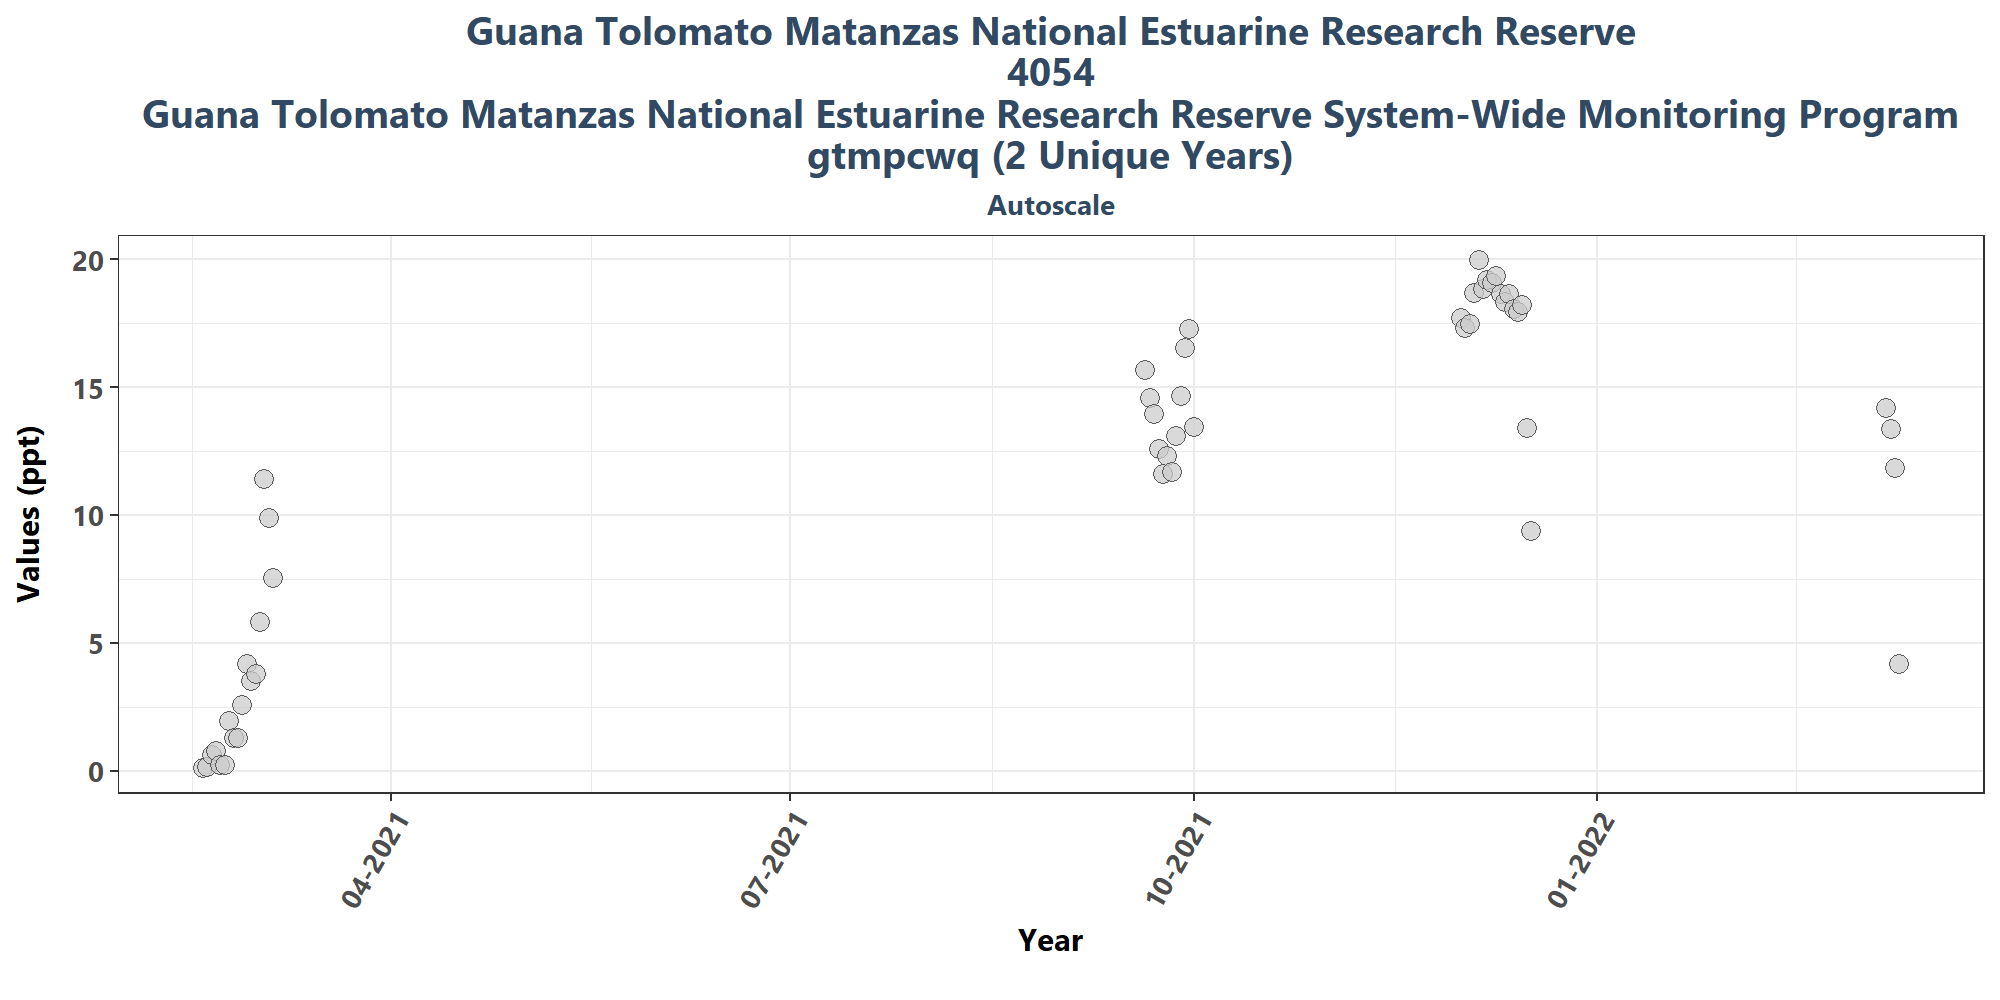 Guana Tolomato Matanzas National Estuarine Research Reserve
4054
Guana Tolomato Matanzas National Estuarine Research Reserve System-Wide Monitoring Program
gtmpcwq (2 Unique Years)
Autoscale
Values (ppt)
20
15
10
5
0
04-2021
07-2021
10-2021
01-2022
Year